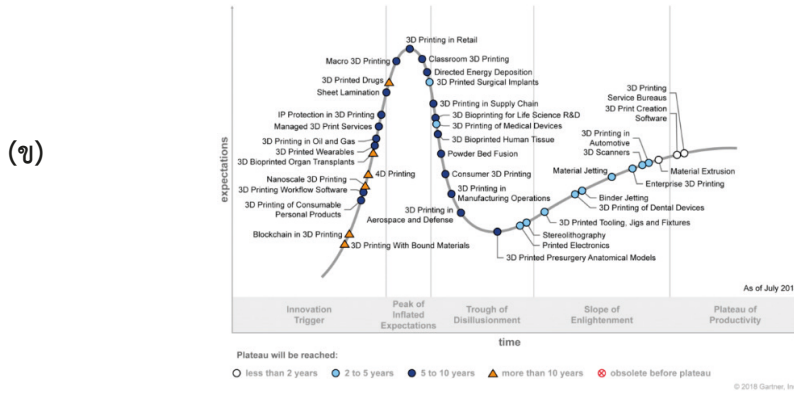 (ข)
expectations
3D Printing in Retail
Macro 3D Printing
Classroom 3D Printing
Directed Energy Deposition
3D Printed Drugs
3D Printed Surgical Implants
Sheet Lamination
3D Printing in Supply Chain
IP Protection in 3D Printing
3D Bioprinting for Life Science R&D
Managed 3D Print Services
3D Printing of Medical Devices
3D Printing in Oil and Gas
3D Bioprinted Human Tissue
3D Printed Wearables
3D Bioprinted Organ Transplants
Powder Bed Fusion
4D Printing
Nanoscale 3D Printing
Consumer 3D Printing
3D Printing Workflow Software
3D Printing in
Manufacturing Operations
3D Printing of Consumable
Personal Products
3D Printing in
Aerospace and Defense
Blockchain in 3D Printing
3D Printing With Bound Materials
3D Printing
Service Bureaus
3D Print Creation
Software
3D Printing in
Automotive
3D Scanners
Material Jetting
Material Extrusion
Enterprise 3D Printing
Binder Jetting
3D Printing of Dental Devices
3D Printed Tooling, Jigs and Fixtures
Stereolithography
Printed Electronics
3D Printed Presurgery Anatomical Models
As of July 201
Innovation
Trigger
Peak of
Inflated
Expectations
Trough of
Disillusionment
Slope of
Enlightenment
Plateau of
Productivity
time
Plateau will be reached:
less than 2 years
2 to 5 years
5 to 10 years
more than 10 years
obsolete before plateau
© 2018 Gartner, In